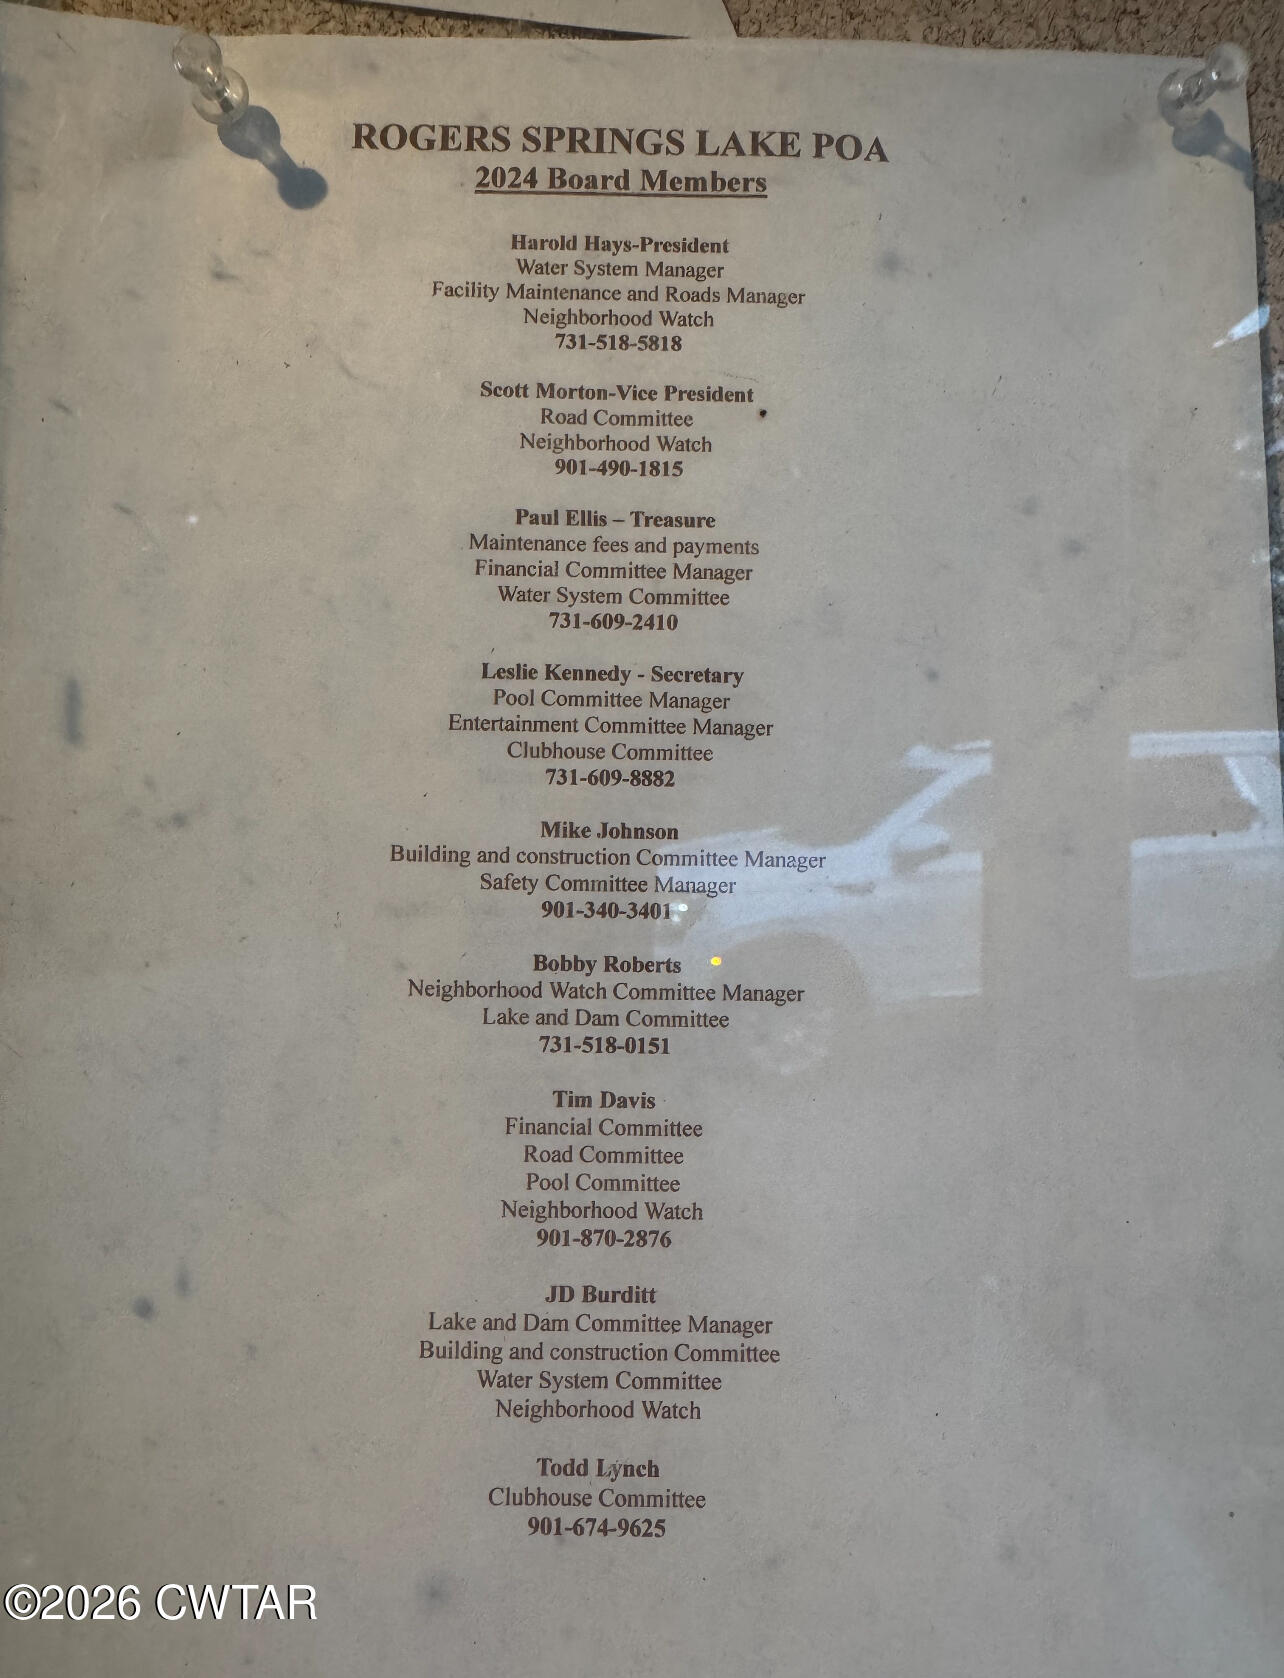 ROGERS SPRINGS LAKE POA
2024 Board Members
Harold Hays-President
Water System Manager
Facility Maintenance and Roads Manager
Neighborhood Watch
731-518-5818
Scott Morton-Vice President
Road Committee
Neighborhood Watch
901-490-1815
Paul Ellis – Treasure
Maintenance fees and payments
Financial Committee Manager
Water System Committee
731-609-2410
Leslie Kennedy - Secretary
Pool Committee Manager
Entertainment Committee Manager
Clubhouse Committee
731-609-8882
Mike Johnson
Building and construction Committee Manager
Safety Committee Manager
901-340-3401
Bobby Roberts
Neighborhood Watch Committee Manager
Lake and Dam Committee
731-518-0151
Tim Davis
Financial Committee
Road Committee
Pool Committee
Neighborhood Watch
901-870-2876
JD Burditt
Lake and Dam Committee Manager
Building and construction Committee
Water System Committee
Neighborhood Watch
Todd Lynch
Clubhouse Committee
901-674-9625
©2026 CWTAR